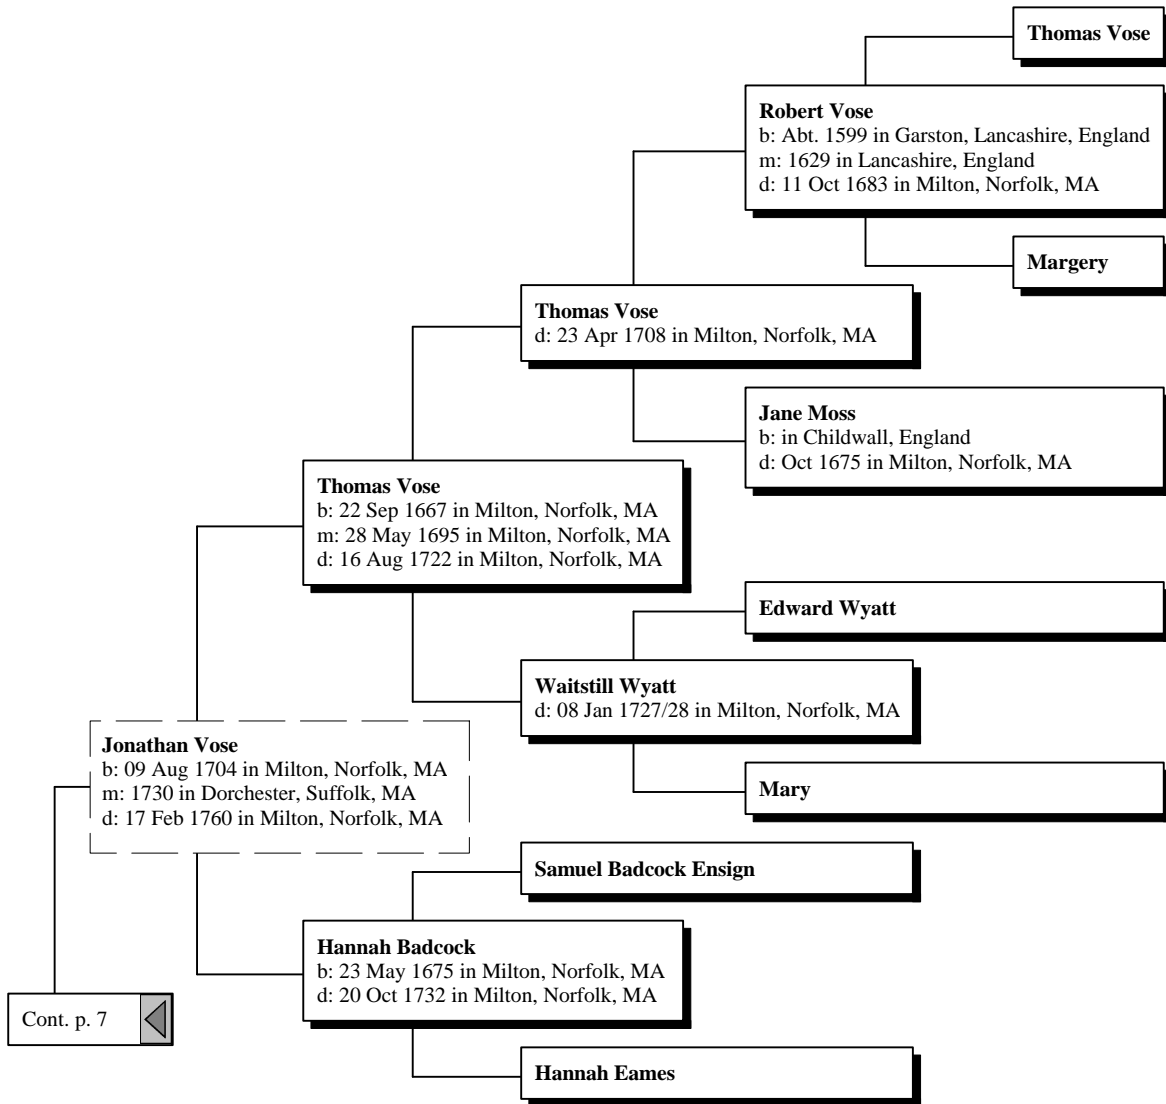 Thomas Vose
Robert Vose
b: Abt. 1599 in Garston, Lancashire, England
m: 1629 in Lancashire, England
d: 11 Oct 1683 in Milton, Norfolk, MA
Margery
Thomas Vose
d: 23 Apr 1708 in Milton, Norfolk, MA
Jane Moss
b: in Childwall, England
d: Oct 1675 in Milton, Norfolk, MA
Thomas Vose
b: 22 Sep 1667 in Milton, Norfolk, MA
m: 28 May 1695 in Milton, Norfolk, MA
d: 16 Aug 1722 in Milton, Norfolk, MA
Edward Wyatt
Waitstill Wyatt
d: 08 Jan 1727/28 in Milton, Norfolk, MA
Mary
Jonathan Vose
b: 09 Aug 1704 in Milton, Norfolk, MA
m: 1730 in Dorchester, Suffolk, MA
d: 17 Feb 1760 in Milton, Norfolk, MA
Samuel Badcock Ensign
Hannah Badcock
b: 23 May 1675 in Milton, Norfolk, MA
d: 20 Oct 1732 in Milton, Norfolk, MA
Cont. p. 7
Hannah Eames